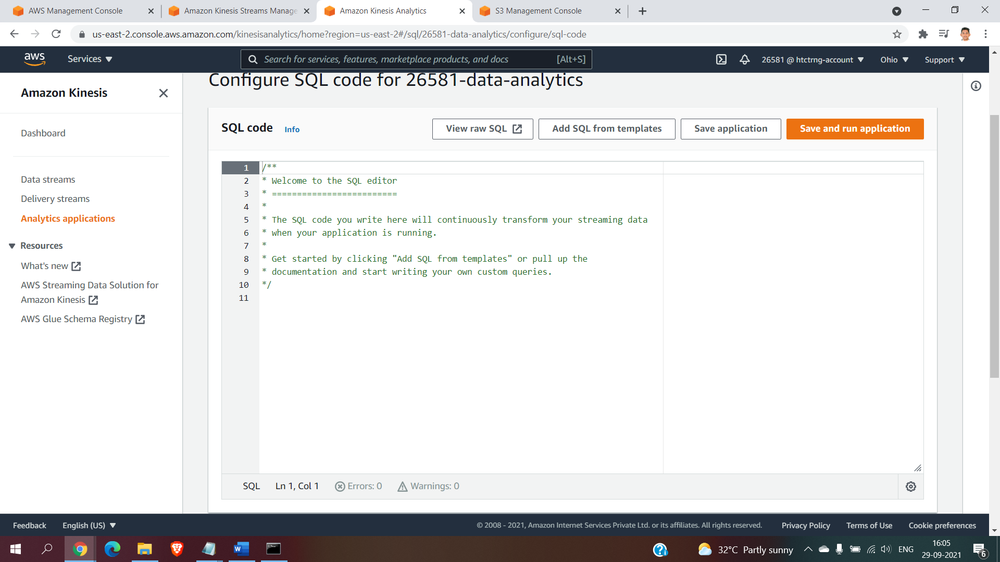 AWS Management Console
Amazon Kinesis Streams Manage
Amazon Kinesis Analytics
S3 Management Console
us-east-2.console.aws.amazon.com/kinesisanalytics/home?region=us-east-2#/sql/26581-data-analytics/configure/sql-code
aws
Services
Search for services, features, marketplace products, and docs
[Alt+S]
26581 @ htctrng-account
Ohio
Support
Amazon Kinesis
Dashboard
Data streams
Delivery streams
Analytics applications
Resources
What's new
AWS Streaming Data Solution for
Amazon Kinesis
AWS Glue Schema Registry
Configure SQL code for 26581-data-analytics
SQL code
Info
View raw SQL
Add SQL from templates
Save application
Save and run application
1 /**
2 * Welcome to the SQL editor
3 * =========================
4 *
5 * The SQL code you write here will continuously transform your streaming data
6 * when your application is running.
7 *
8 * Get started by clicking "Add SQL from templates" or pull up the
9 * documentation and start writing your own custom queries.
10 */
11
SQL
Ln 1, Col 1
Errors: 0
Warnings: 0
Feedback
English (US)
© 2008 - 2021, Amazon Internet Services Private Ltd. or its affiliates. All rights reserved.
Privacy Policy
Terms of Use
Cookie preferences
32°C Partly sunny
ENG
16:05
29-09-2021
6